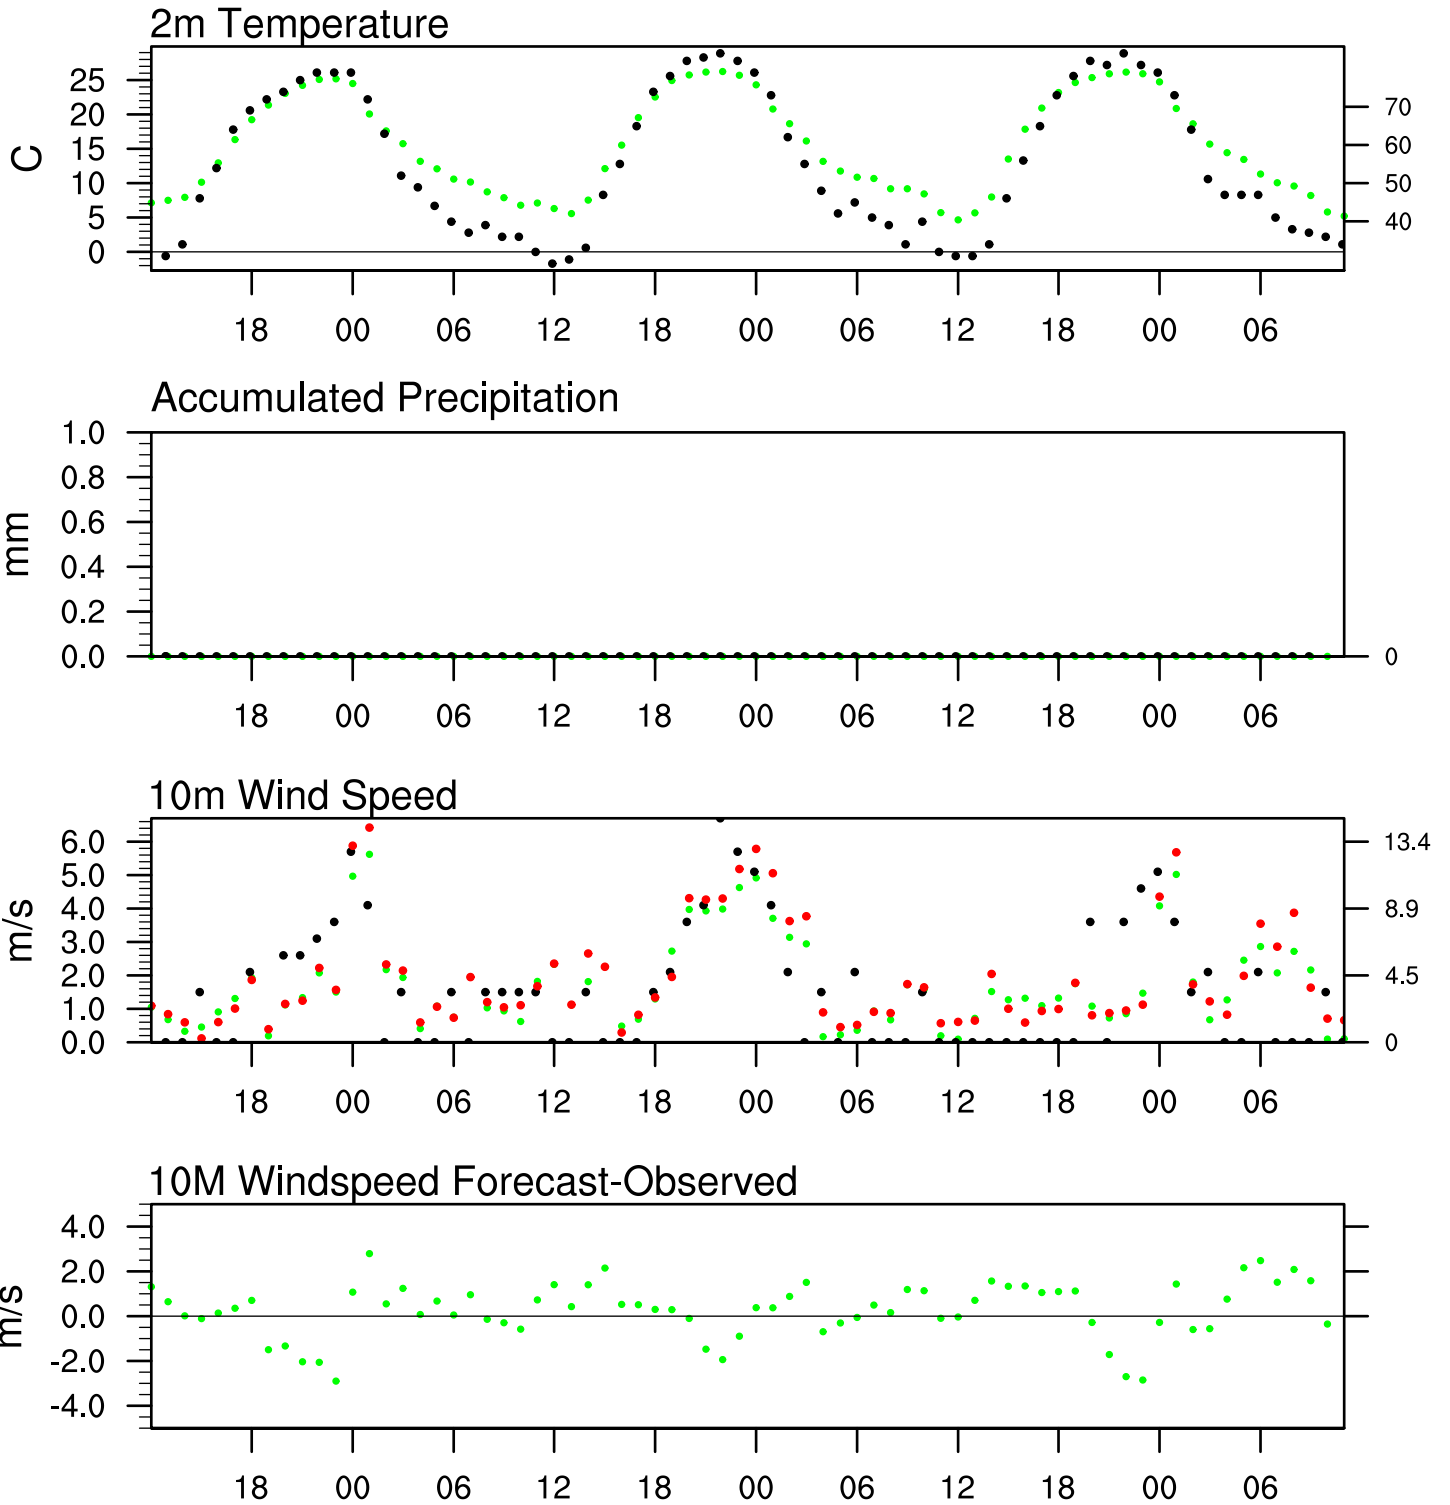 2m Temperature
25
20
15
10
5
0
C
70
60
50
40
18 00 06 12 18 00 06 12 18 00 06
Accumulated Precipitation
1.0
0.8
0.6
0.4
0.2
0.0
mm
0
18 00 06 12 18 00 06 12 18 00 06
10m Wind Speed
6.0
5.0
4.0
3.0
2.0
1.0
0.0
m/s
13.4
8.9
4.5
0
18 00 06 12 18 00 06 12 18 00 06
10M Windspeed Forecast-Observed
4.0
2.0
0.0
-2.0
-4.0
m/s
18 00 06 12 18 00 06 12 18 00 06